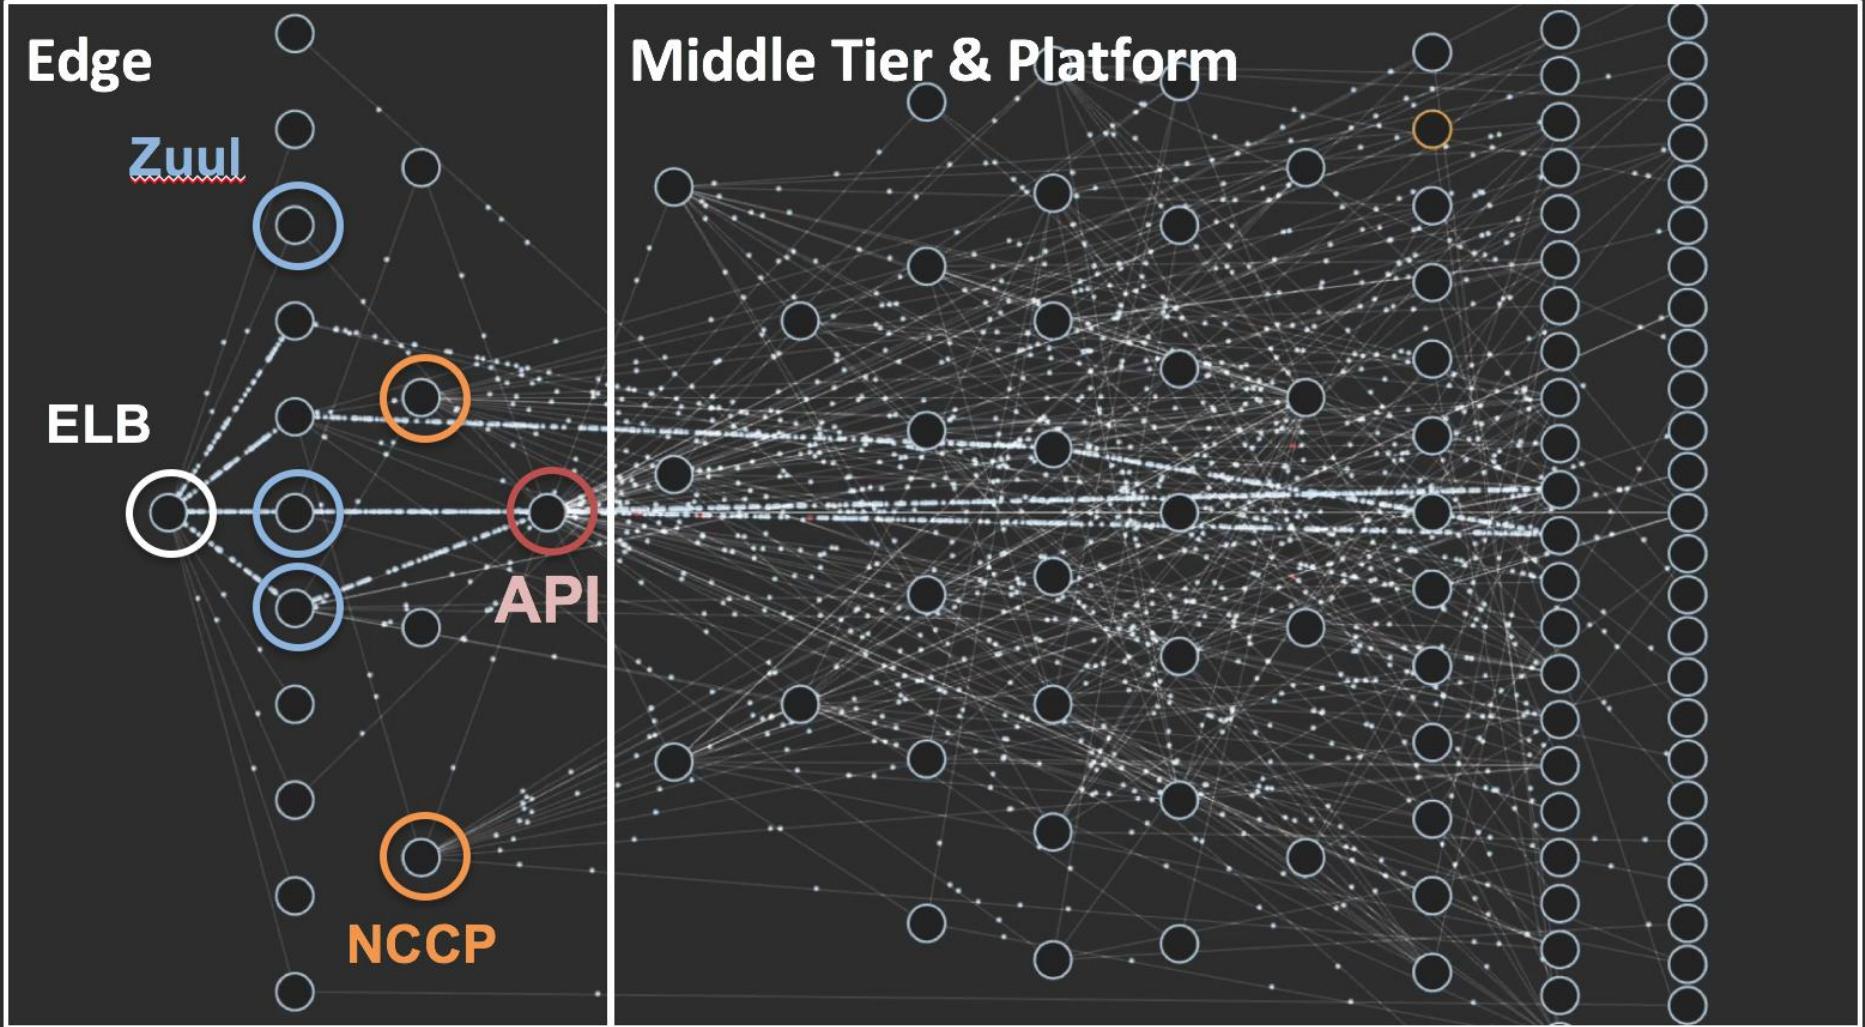 Edge
Middle Tier & Platform
Zuul
ELB
API
NCCP